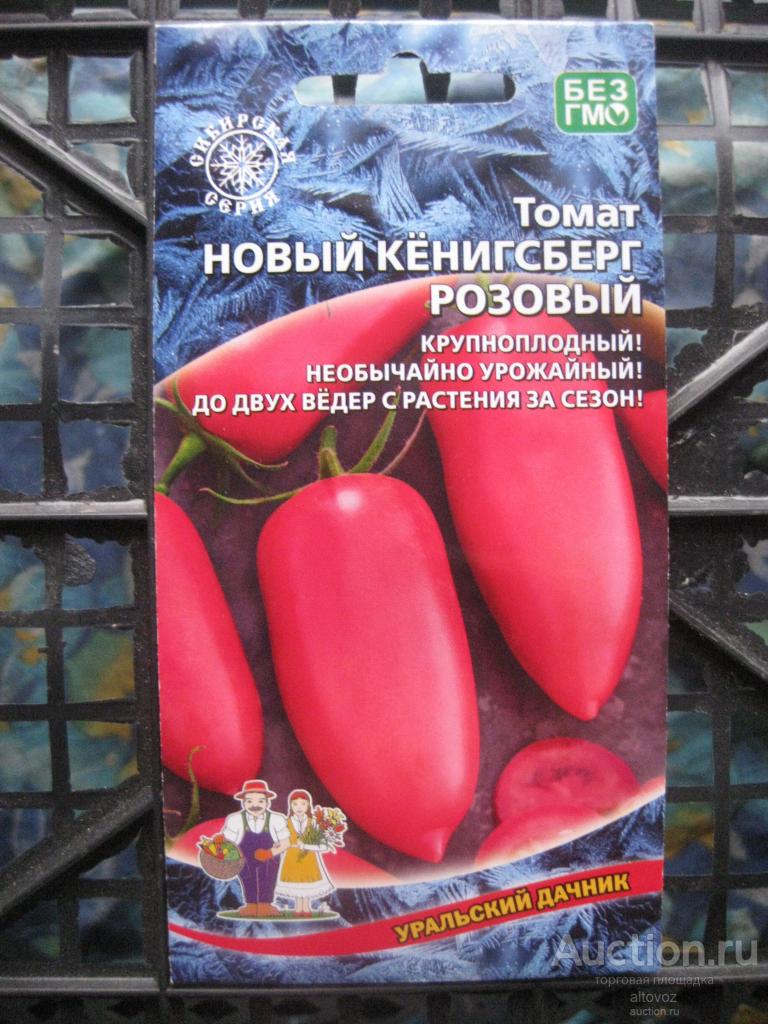 БЕЗ
ГМО
СИБИРСКАЯ
СЕРИЯ
Томат
НОВЫЙ КЁНИГСБЕРГ
РОЗОВЫЙ
КРУПНОПЛОДНЫЙ!
НЕОБЫЧАЙНО УРОЖАЙНЫЙ!
ДО ДВУХ ВЁДЕР С РАСТЕНИЯ ЗА СЕЗОН!
УРАЛЬСКИЙ ДАЧНИК
Auction.ru
торговая площадка
altovoz
auction.ru